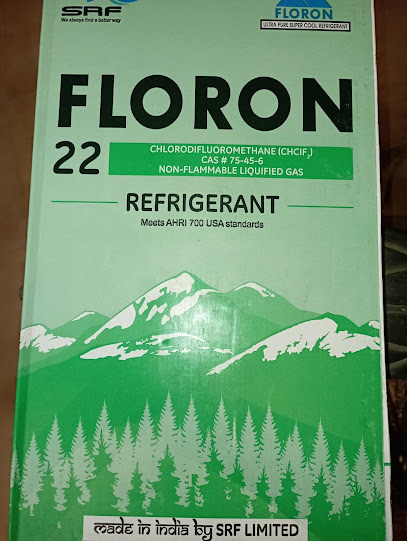 SRF
We always find a better way
FLORON
ULTRA PURE SUPER COOL REFRIGERANT
FLORON
22
CHLORODIFLUOROMETHANE (CHClF₂)
CAS # 75-45-6
NON-FLAMMABLE LIQUIFIED GAS
REFRIGERANT
Meets AHRI 700 USA standards
made in india by SRF LIMITED